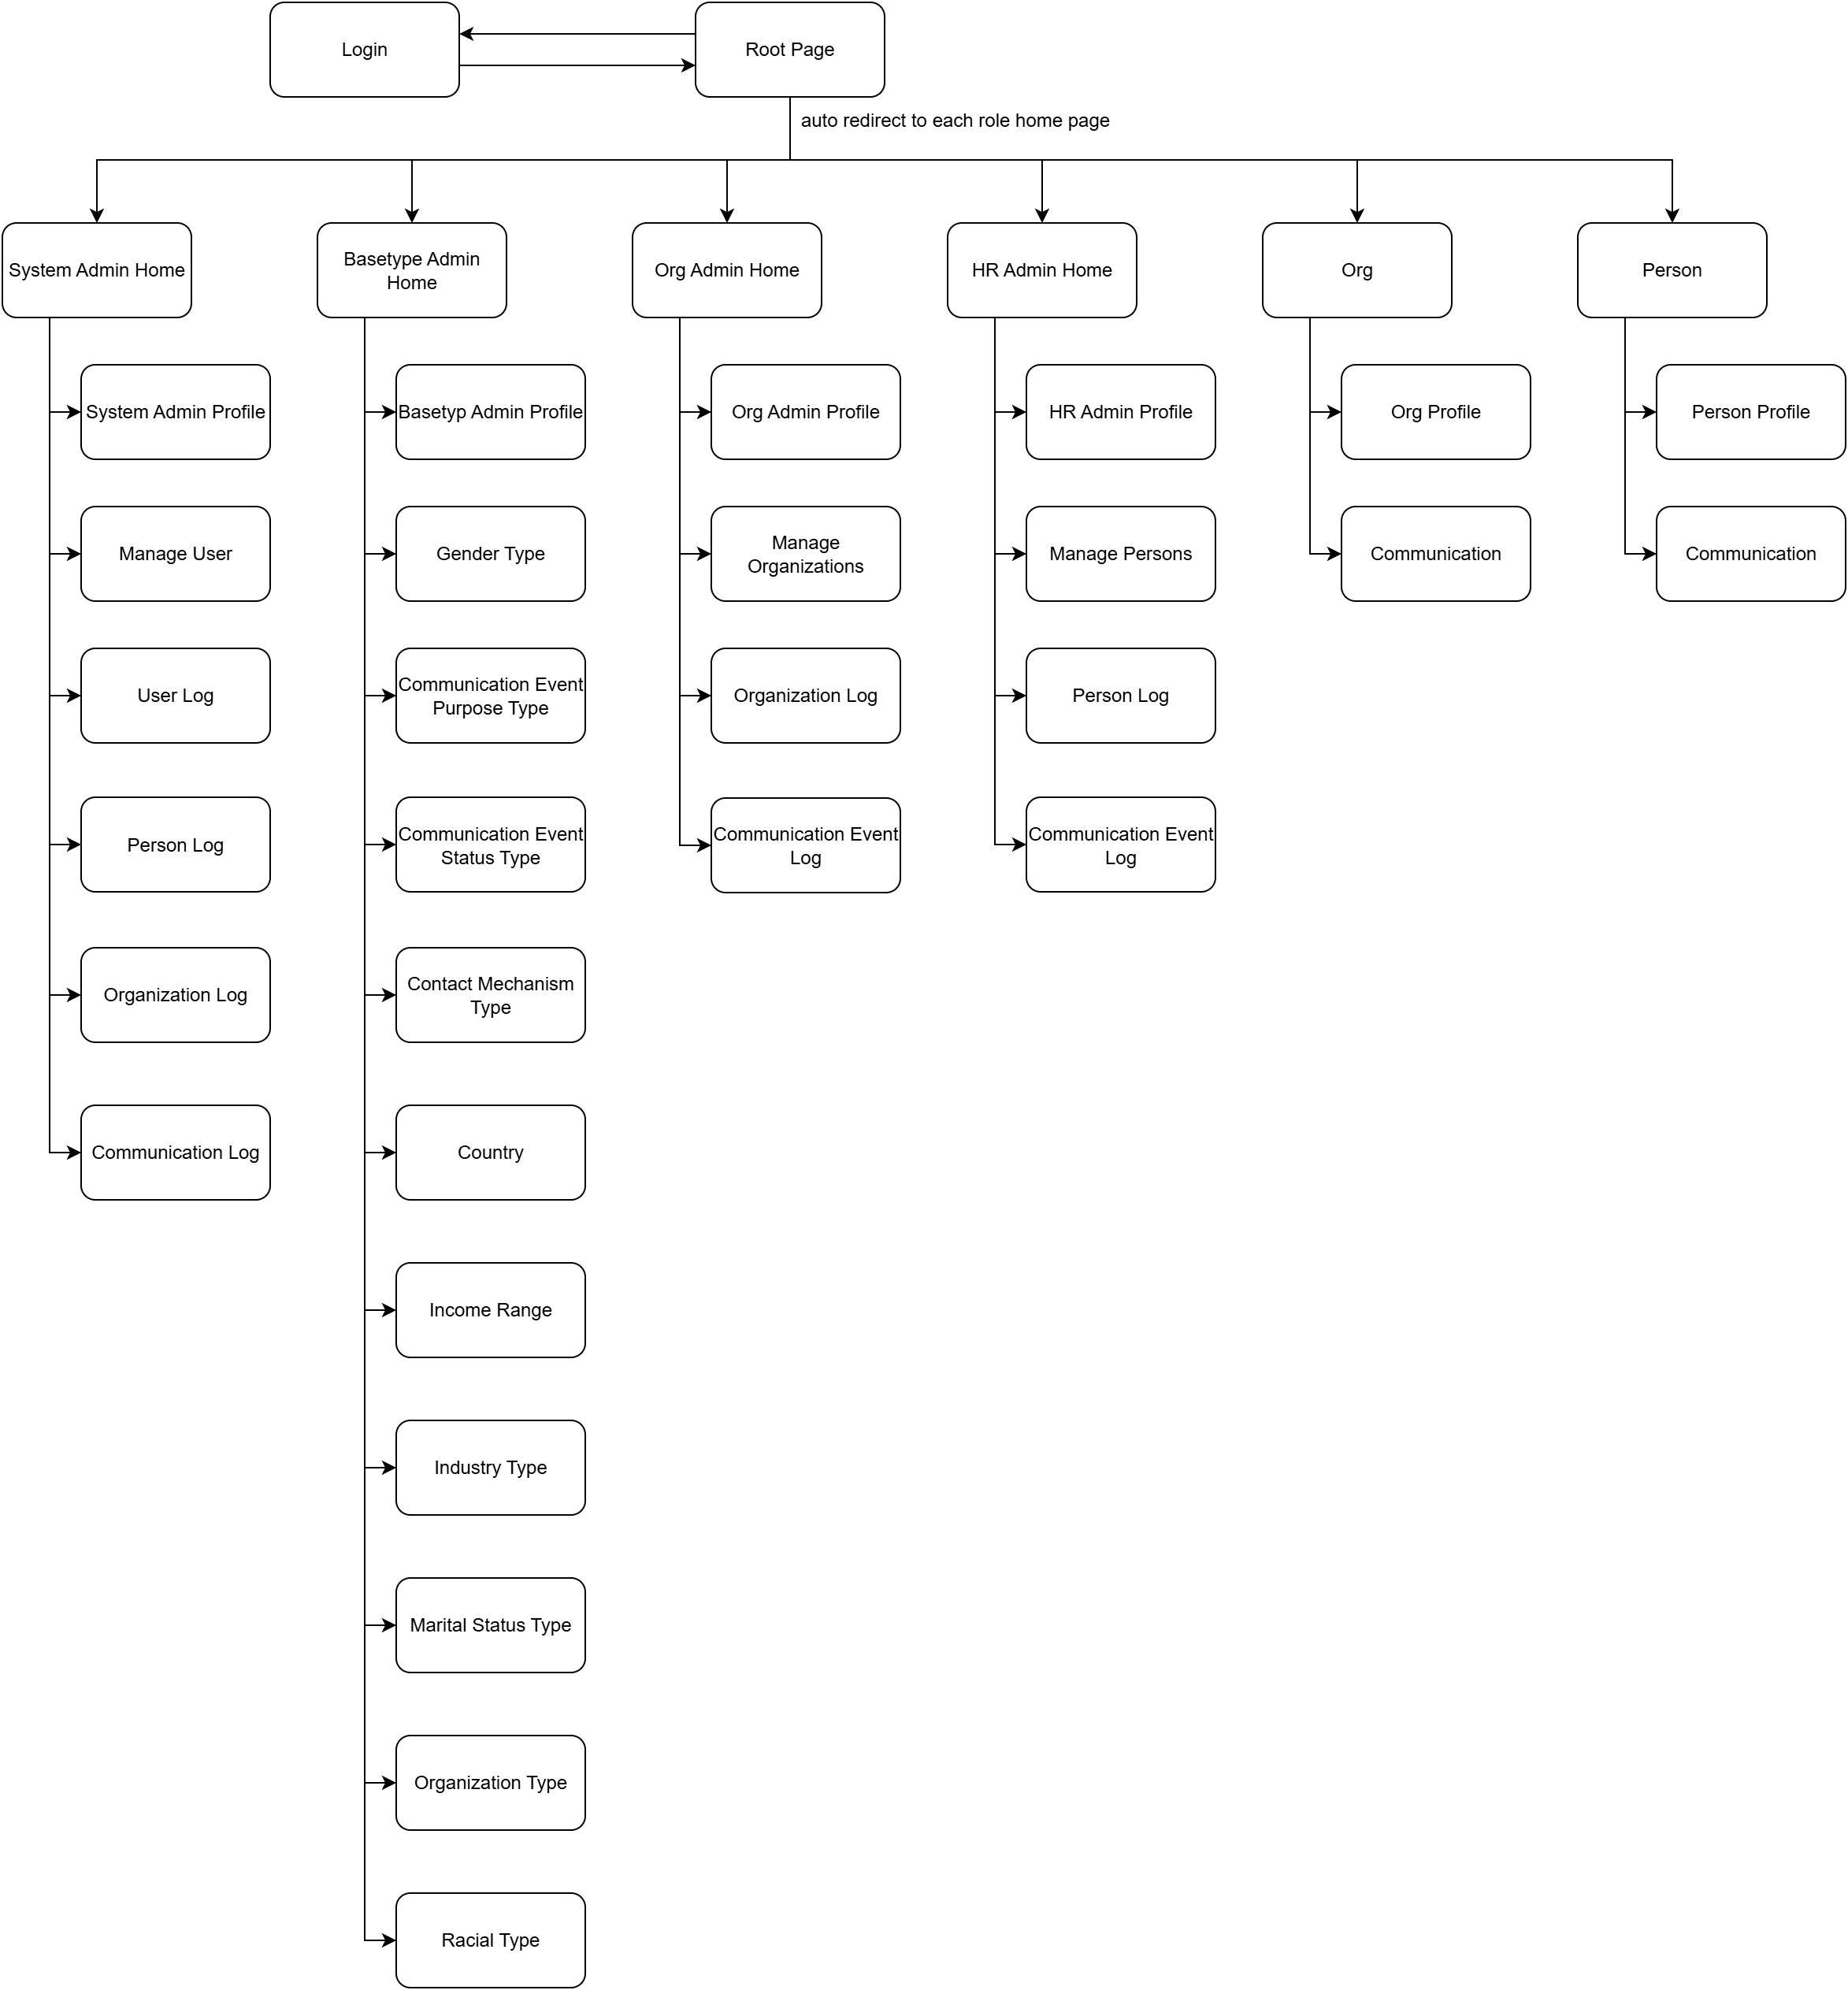 Login
Root Page
auto redirect to each role home page
System Admin Home
Basetype Admin
Home
Org Admin Home
HR Admin Home
Org
Person
System Admin Profile
Basetyp Admin Profile
Org Admin Profile
HR Admin Profile
Org Profile
Person Profile
Manage User
Gender Type
Manage
Organizations
Manage Persons
Communication
Communication
User Log
Communication Event
Purpose Type
Organization Log
Person Log
Person Log
Communication Event
Status Type
Communication Event
Log
Communication Event
Log
Organization Log
Contact Mechanism
Type
Communication Log
Country
Income Range
Industry Type
Marital Status Type
Organization Type
Racial Type